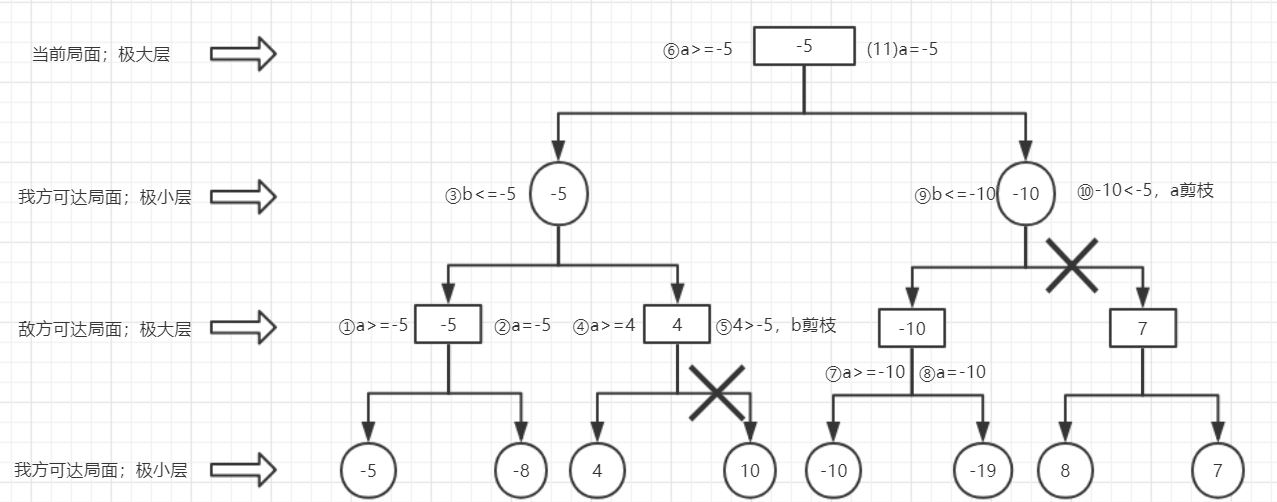 当前局面；极大层
⑥a>=-5
-5
(11)a=-5
我方可达局面；极小层
③b<=-5
-5
⑨b<=-10
-10
⑩-10<-5，a剪枝
敌方可达局面；极大层
①a>=-5
-5
②a=-5
④a>=4
4
⑤4>-5，b剪枝
-10
7
⑦a>=-10
⑧a=-10
我方可达局面；极小层
-5
-8
4
10
-10
-19
8
7